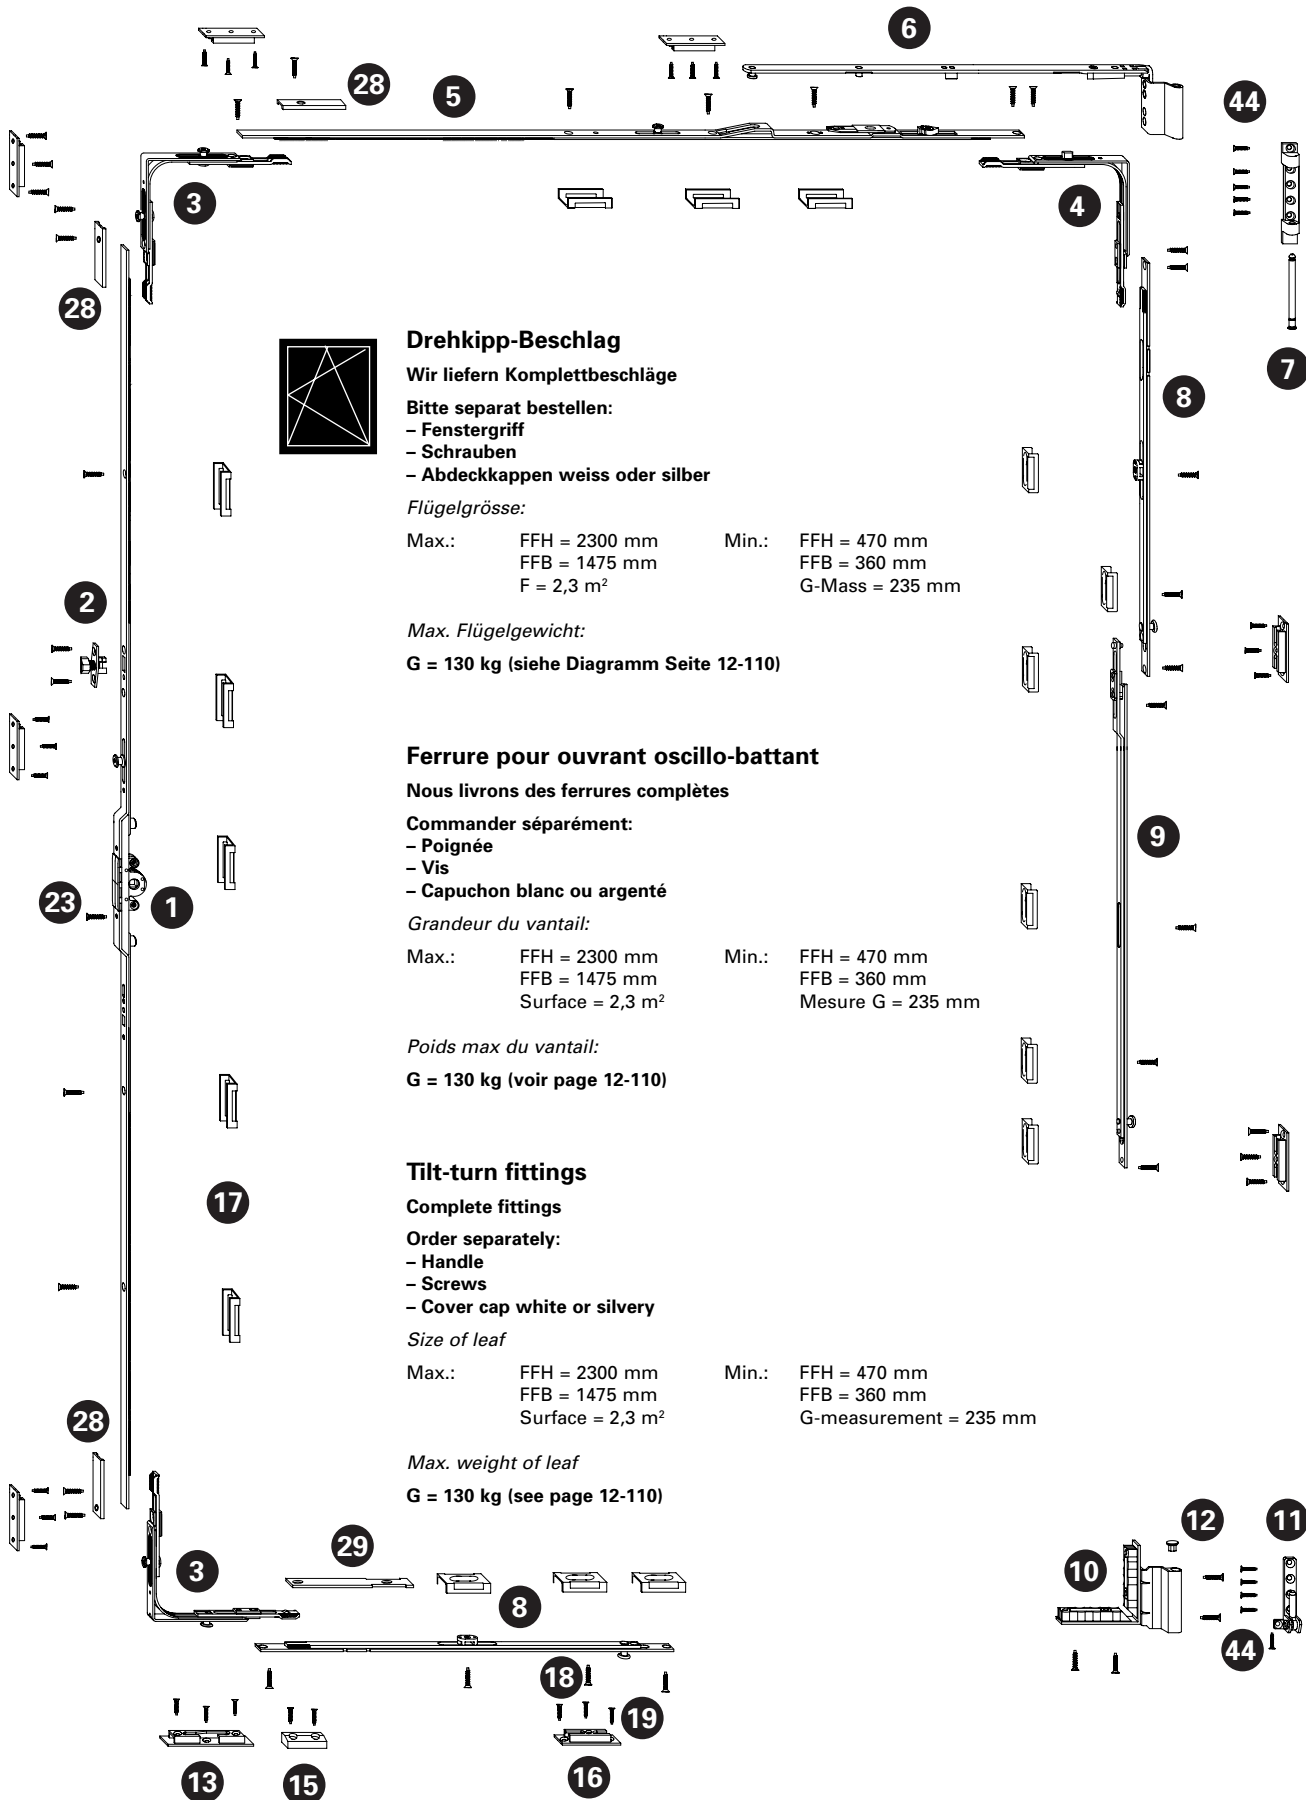 6
28
5
44
3
4
28
7
8
Drehkipp-Beschlag
Wir liefern Komplettbeschläge
Bitte separat bestellen:
– Fenstergriff
– Schrauben
– Abdeckkappen weiss oder silber
Flügelgrösse:
Max.: FFH = 2300 mm Min.: FFH = 470 mm
FFB = 1475 mm FFB = 360 mm
F = 2,3 m² G-Mass = 235 mm
2
Max. Flügelgewicht:
G = 130 kg (siehe Diagramm Seite 12-110)
Ferrure pour ouvrant oscillo-battant
Nous livrons des ferrures complètes
Commander séparément:
– Poignée
– Vis
– Capuchon blanc ou argenté
9
23
1
Grandeur du vantail:
Max.: FFH = 2300 mm Min.: FFH = 470 mm
FFB = 1475 mm FFB = 360 mm
Surface = 2,3 m² Mesure G = 235 mm
Poids max du vantail:
G = 130 kg (voir page 12-110)
Tilt-turn fittings
17
Complete fittings
Order separately:
– Handle
– Screws
– Cover cap white or silvery
Size of leaf
Max.: FFH = 2300 mm Min.: FFH = 470 mm
FFB = 1475 mm FFB = 360 mm
Surface = 2,3 m² G-measurement = 235 mm
28
Max. weight of leaf
G = 130 kg (see page 12-110)
12
11
29
3
10
8
44
18
19
13
15
16